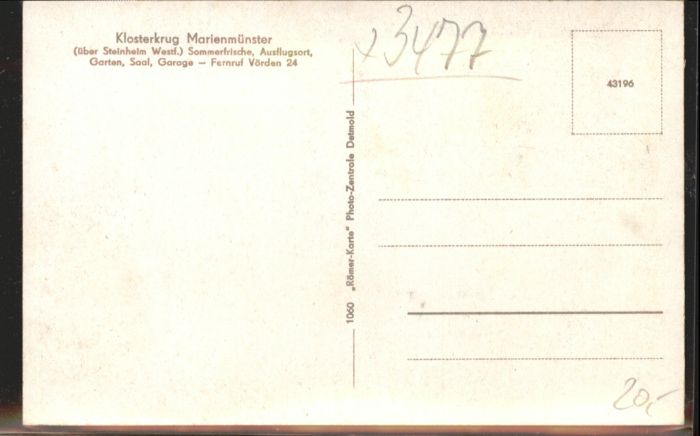 Klosterkrug Marienmünster
(über Steinheim Westf.) Sommerfrische, Ausflugsort,
Garten, Saal, Garage — Fernruf Vörden 24
x3477
43196
1060 „Römer-Karte“ Photo-Zentrale Detmold
20,-